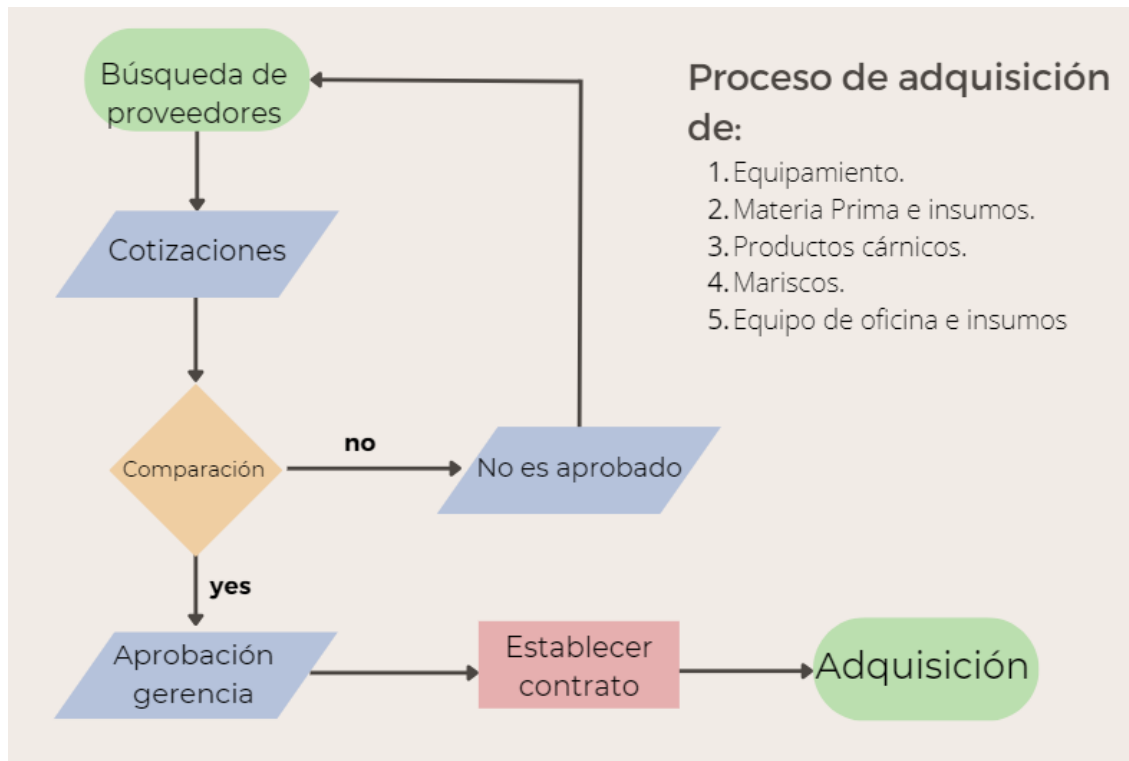 Búsqueda de
proveedores
Proceso de adquisición
de:
1. Equipamiento.
2. Materia Prima e insumos.
3. Productos cárnicos.
4. Mariscos.
5. Equipo de oficina e insumos
Cotizaciones
Comparación
no
No es aprobado
yes
Aprobación
gerencia
Establecer
contrato
Adquisición